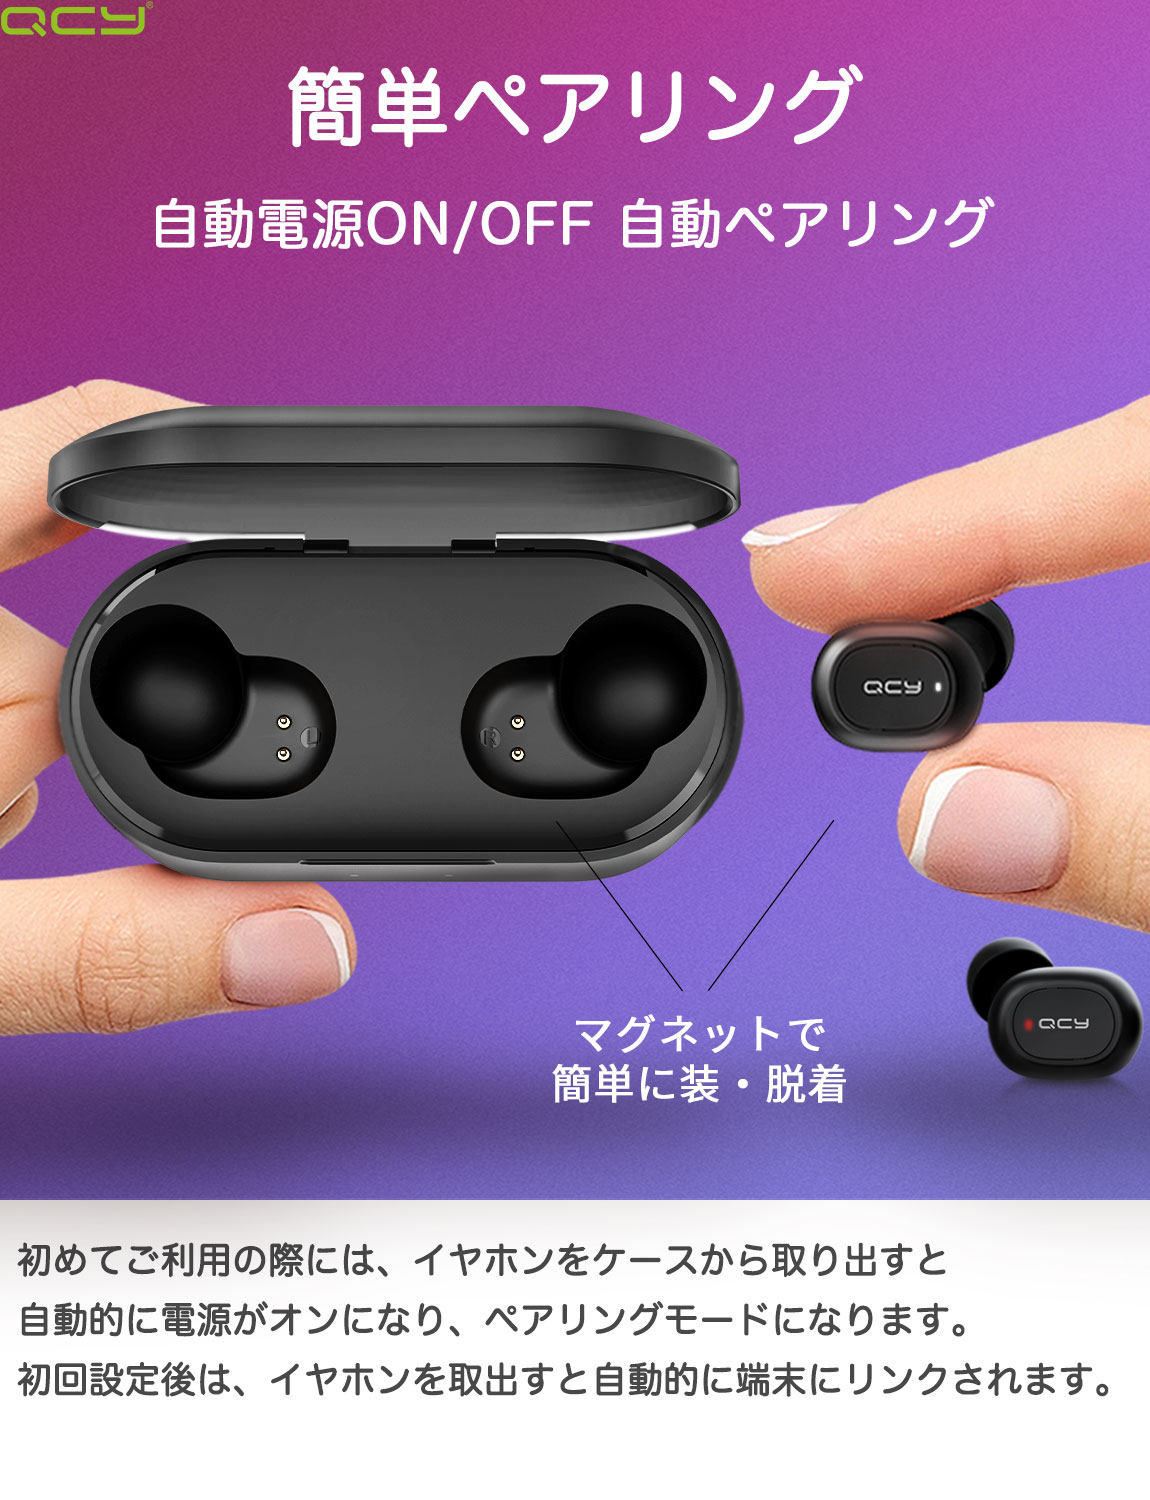 QCY®
簡単ペアリング
自動電源ON/OFF 自動ペアリング
L
R
QCY
QCY
マグネットで
簡単に装・脱着
初めてご利用の際には、イヤホンをケースから取り出すと
自動的に電源がオンになり、ペアリングモードになります。
初回設定後は、イヤホンを取出すと自動的に端末にリンクされます。